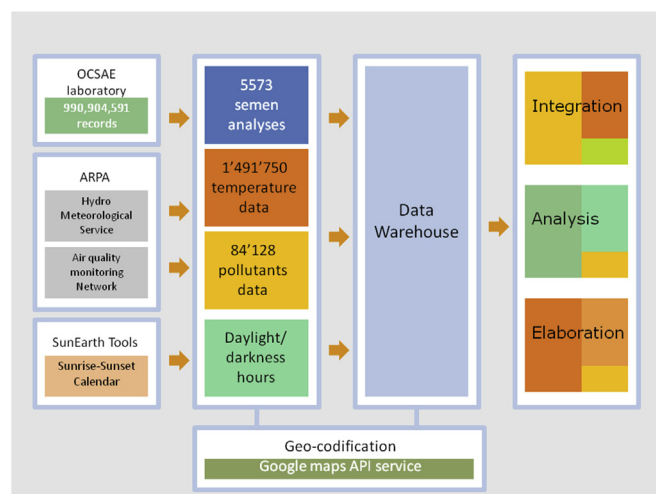 OCSAE
laboratory
990,904,591
records
ARPA
Hydro
Meteorological
Service
Air quality
monitoring
Network
SunEarth Tools
Sunrise-Sunset
Calendar
5573
semen
analyses
1'491'750
temperature
data
84'128
pollutants
data
Daylight/
darkness
hours
Data
Warehouse
Integration
Analysis
Elaboration
Geo-codification
Google maps API service